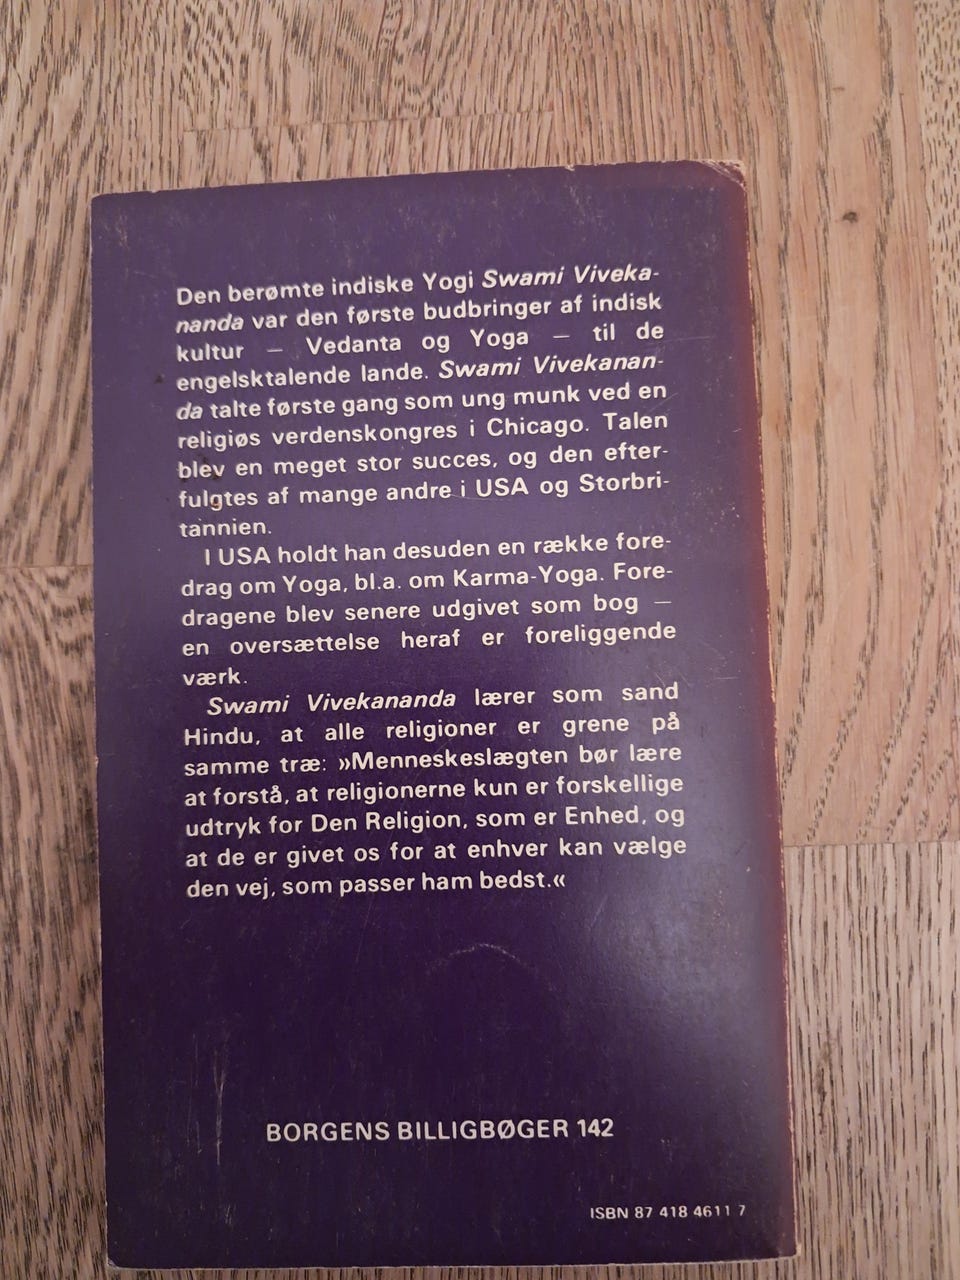 Den berømte indiske Yogi Swami Viveka-
nanda var den første budbringer af indisk
kultur – Vedanta og Yoga – til de
engelsktalende lande. Swami Vivekanan-
da talte første gang som ung munk ved en
religiøs verdenskongres i Chicago. Talen
blev en meget stor succes, og den efter-
fulgtes af mange andre i USA og Storbri-
tannien.
I USA holdt han desuden en række fore-
drag om Yoga, bl.a. om Karma-Yoga. Fore-
dragene blev senere udgivet som bog –
en oversættelse heraf er foreliggende
værk.
Swami Vivekananda lærer som sand
Hindu, at alle religioner er grene på
samme træ: »Menneskeslægten bør lære
at forstå, at religionerne kun er forskellige
udtryk for Den Religion, som er Enhed, og
at de er givet os for at enhver kan vælge
den vej, som passer ham bedst.«
BORGENS BILLIGBØGER 142
ISBN 87 418 4611 7